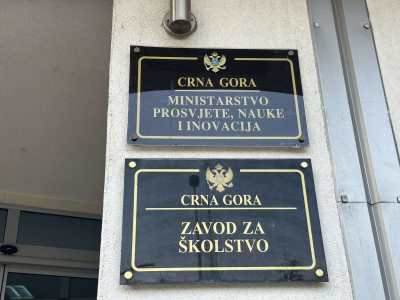 CRNA GORA
MINISTARSTVO
PROSVJETE, NAUKE
I INOVACIJA
CRNA GORA
ZAVOD ZA
ŠKOLSTVO